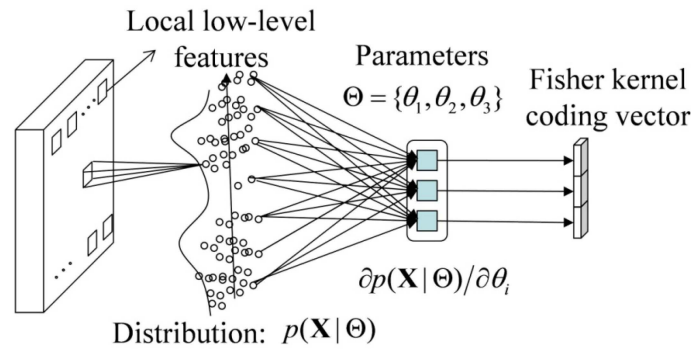 Local low-level
features
Parameters
Θ = {θ₁, θ₂, θ₃}
Fisher kernel
coding vector
∂p(X | Θ)/∂θᵢ
Distribution: p(X | Θ)